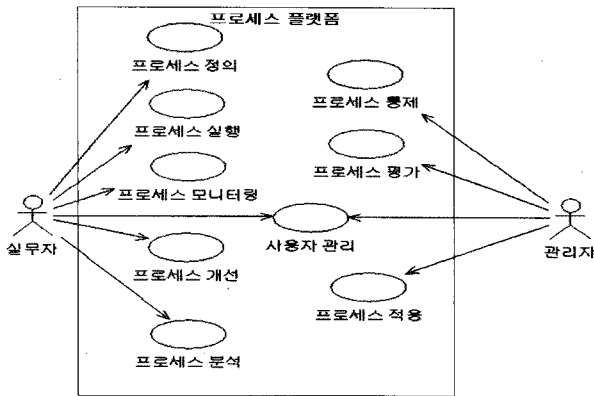 프로세스 플랫폼
프로세스 정의
프로세스 통제
프로세스 실행
프로세스 평가
프로세스 모니터링
사용자 관리
실무자
관리자
프로세스 개선
프로세스 적용
프로세스 분석